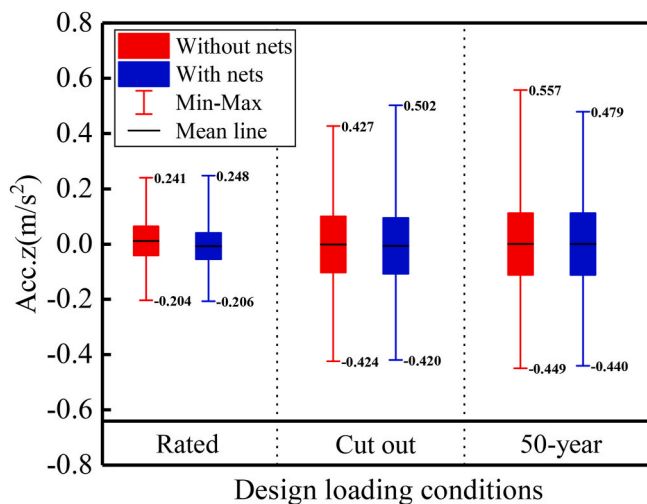 0.8
0.6
0.4
0.2
0.0
-0.2
-0.4
-0.6
-0.8
Acc.z(m/s²)
Without nets
With nets
Min-Max
Mean line
0.241
0.248
-0.204
-0.206
0.427
0.502
-0.424
-0.420
0.557
0.479
-0.449
-0.440
Rated
Cut out
50-year
Design loading conditions